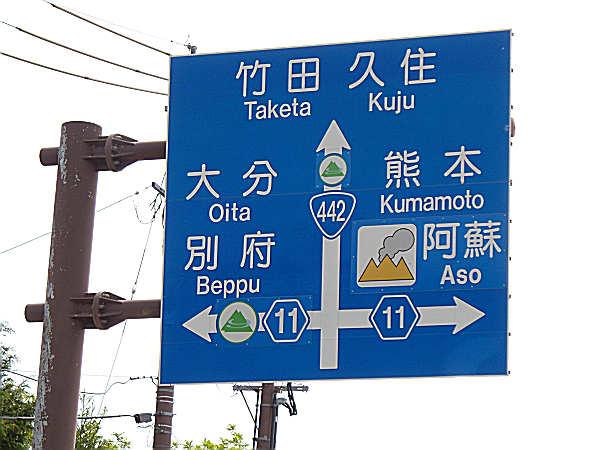 竹田 久住
Taketa Kuju
大分 熊本
Oita Kumamoto
442
別府 阿蘇
Beppu Aso
11 11